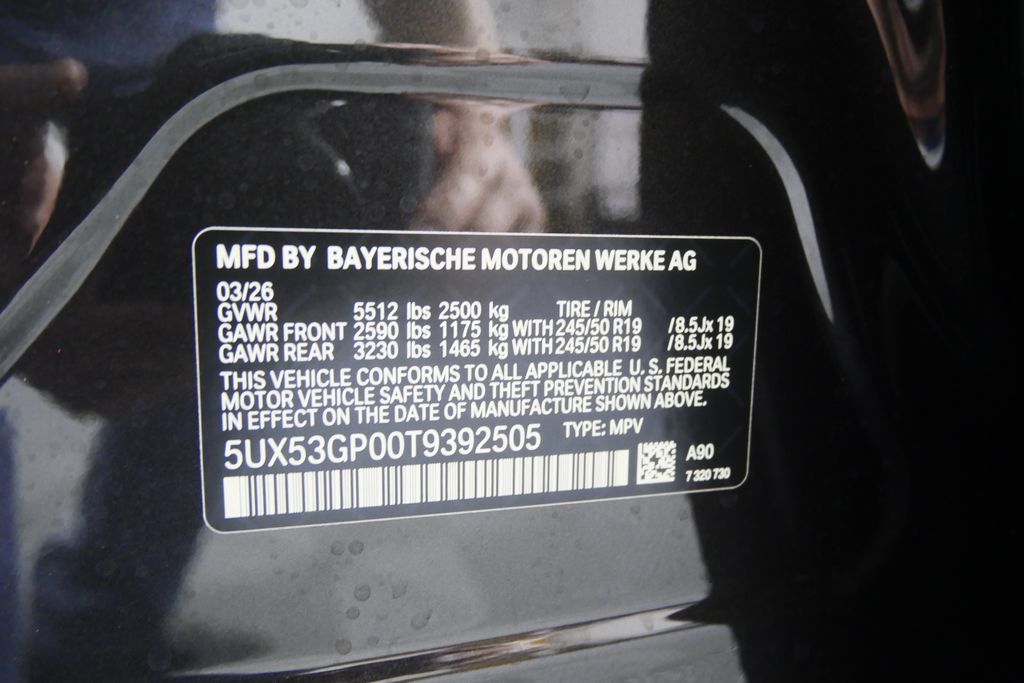 MFD BY BAYERISCHE MOTOREN WERKE AG
03/26
GVWR 5512 lbs 2500 kg TIRE / RIM
GAWR FRONT 2590 lbs 1175 kg WITH 245/50 R19 /8.5Jx 19
GAWR REAR 3230 lbs 1465 kg WITH 245/50 R19 /8.5Jx 19
THIS VEHICLE CONFORMS TO ALL APPLICABLE U. S. FEDERAL
MOTOR VEHICLE SAFETY AND THEFT PREVENTION STANDARDS
IN EFFECT ON THE DATE OF MANUFACTURE SHOWN ABOVE.
5UX53GP00T9392505 TYPE: MPV
A90
7 320 730